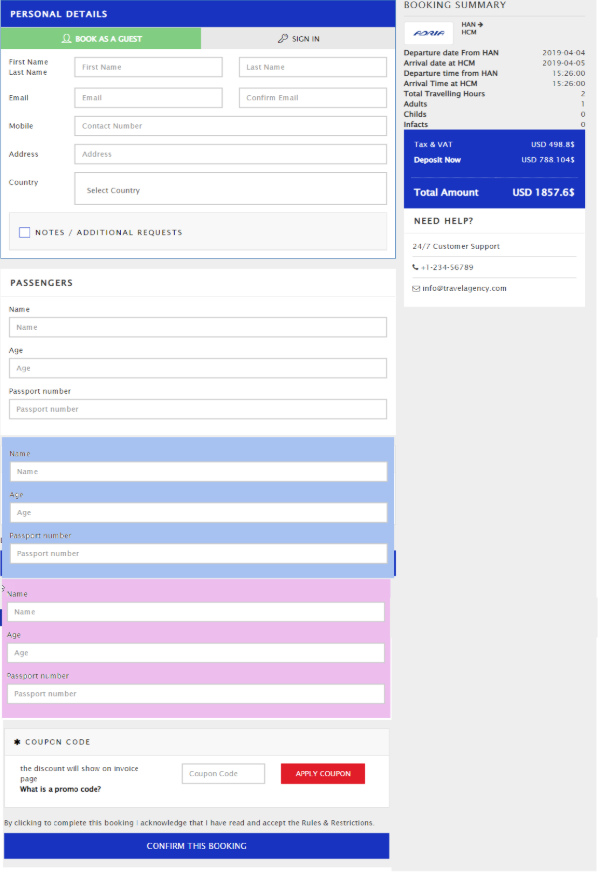 PERSONAL DETAILS
BOOK AS A GUEST
SIGN IN
First Name
Last Name
First Name
Last Name
Email
Email
Confirm Email
Mobile
Contact Number
Address
Address
Country
Select Country
NOTES / ADDITIONAL REQUESTS
PASSENGERS
Name
Name
Age
Age
Passport number
Passport number
Name
Name
Age
Age
Passport number
Passport number
Name
Name
Age
Age
Passport number
Passport number
✱ COUPON CODE
the discount will show on invoice
page
What is a promo code?
Coupon Code
APPLY COUPON
By clicking to complete this booking I acknowledge that I have read and accept the Rules & Restrictions.
CONFIRM THIS BOOKING
BOOKING SUMMARY
HAN →
HCM
Departure date From HAN 2019-04-04
Arrival date at HCM 2019-04-05
Departure time from HAN 15:26:00
Arrival Time at HCM 15:26:00
Total Travelling Hours 2
Adults 1
Childs 0
Infacts 0
Tax & VAT USD 498.8$
Deposit Now USD 788.104$
Total Amount USD 1857.6$
NEED HELP?
24/7 Customer Support
+1-234-56789
info@travelagency.com